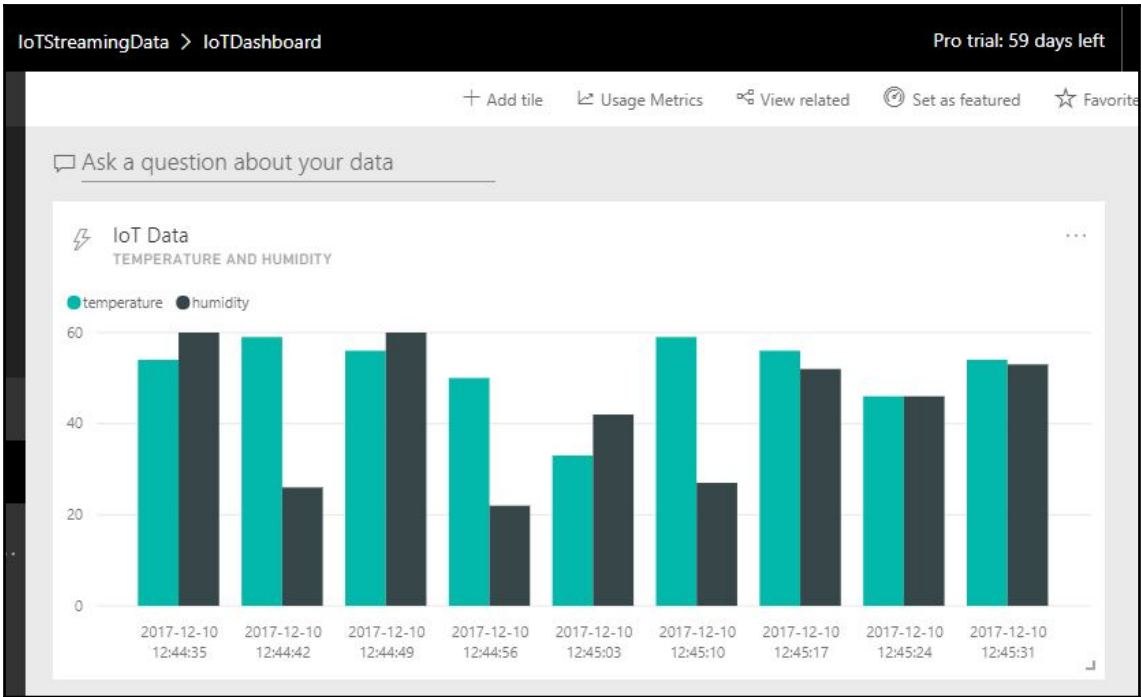 IoTStreamingData > IoTDashboard
Pro trial: 59 days left
Add tile
Usage Metrics
View related
Set as featured
Favorite
Ask a question about your data
IoT Data
TEMPERATURE AND HUMIDITY
temperature
humidity
60
40
20
0
2017-12-10
12:44:35
2017-12-10
12:44:42
2017-12-10
12:44:49
2017-12-10
12:44:56
2017-12-10
12:45:03
2017-12-10
12:45:10
2017-12-10
12:45:17
2017-12-10
12:45:24
2017-12-10
12:45:31